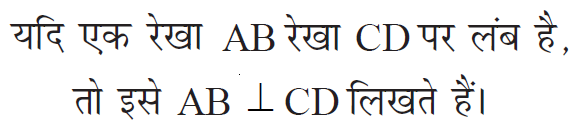 यदि एक रेखा AB रेखा CD पर लंब है,
तो इसे AB ⊥ CD लिखते हैं।